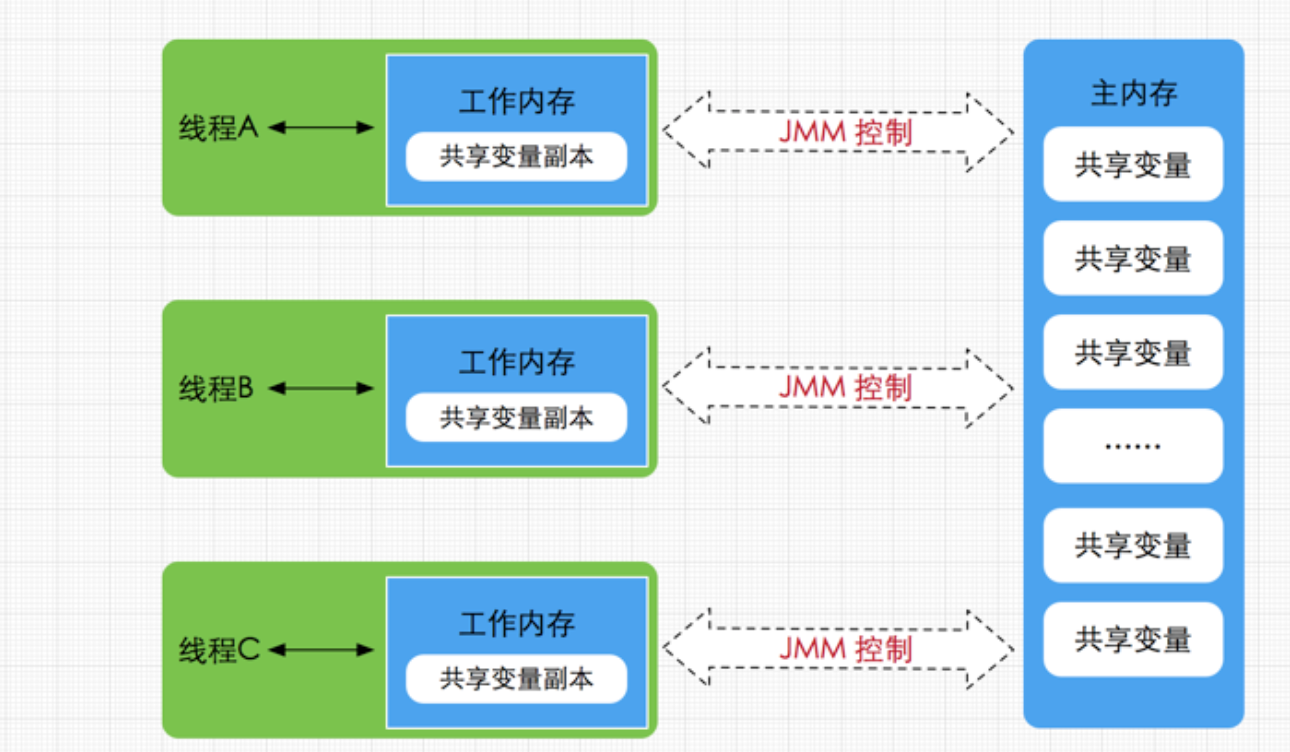 线程A
工作内存
共享变量副本
JMM 控制
线程B
工作内存
共享变量副本
JMM 控制
线程C
工作内存
共享变量副本
JMM 控制
主内存
共享变量
共享变量
共享变量
······
共享变量
共享变量